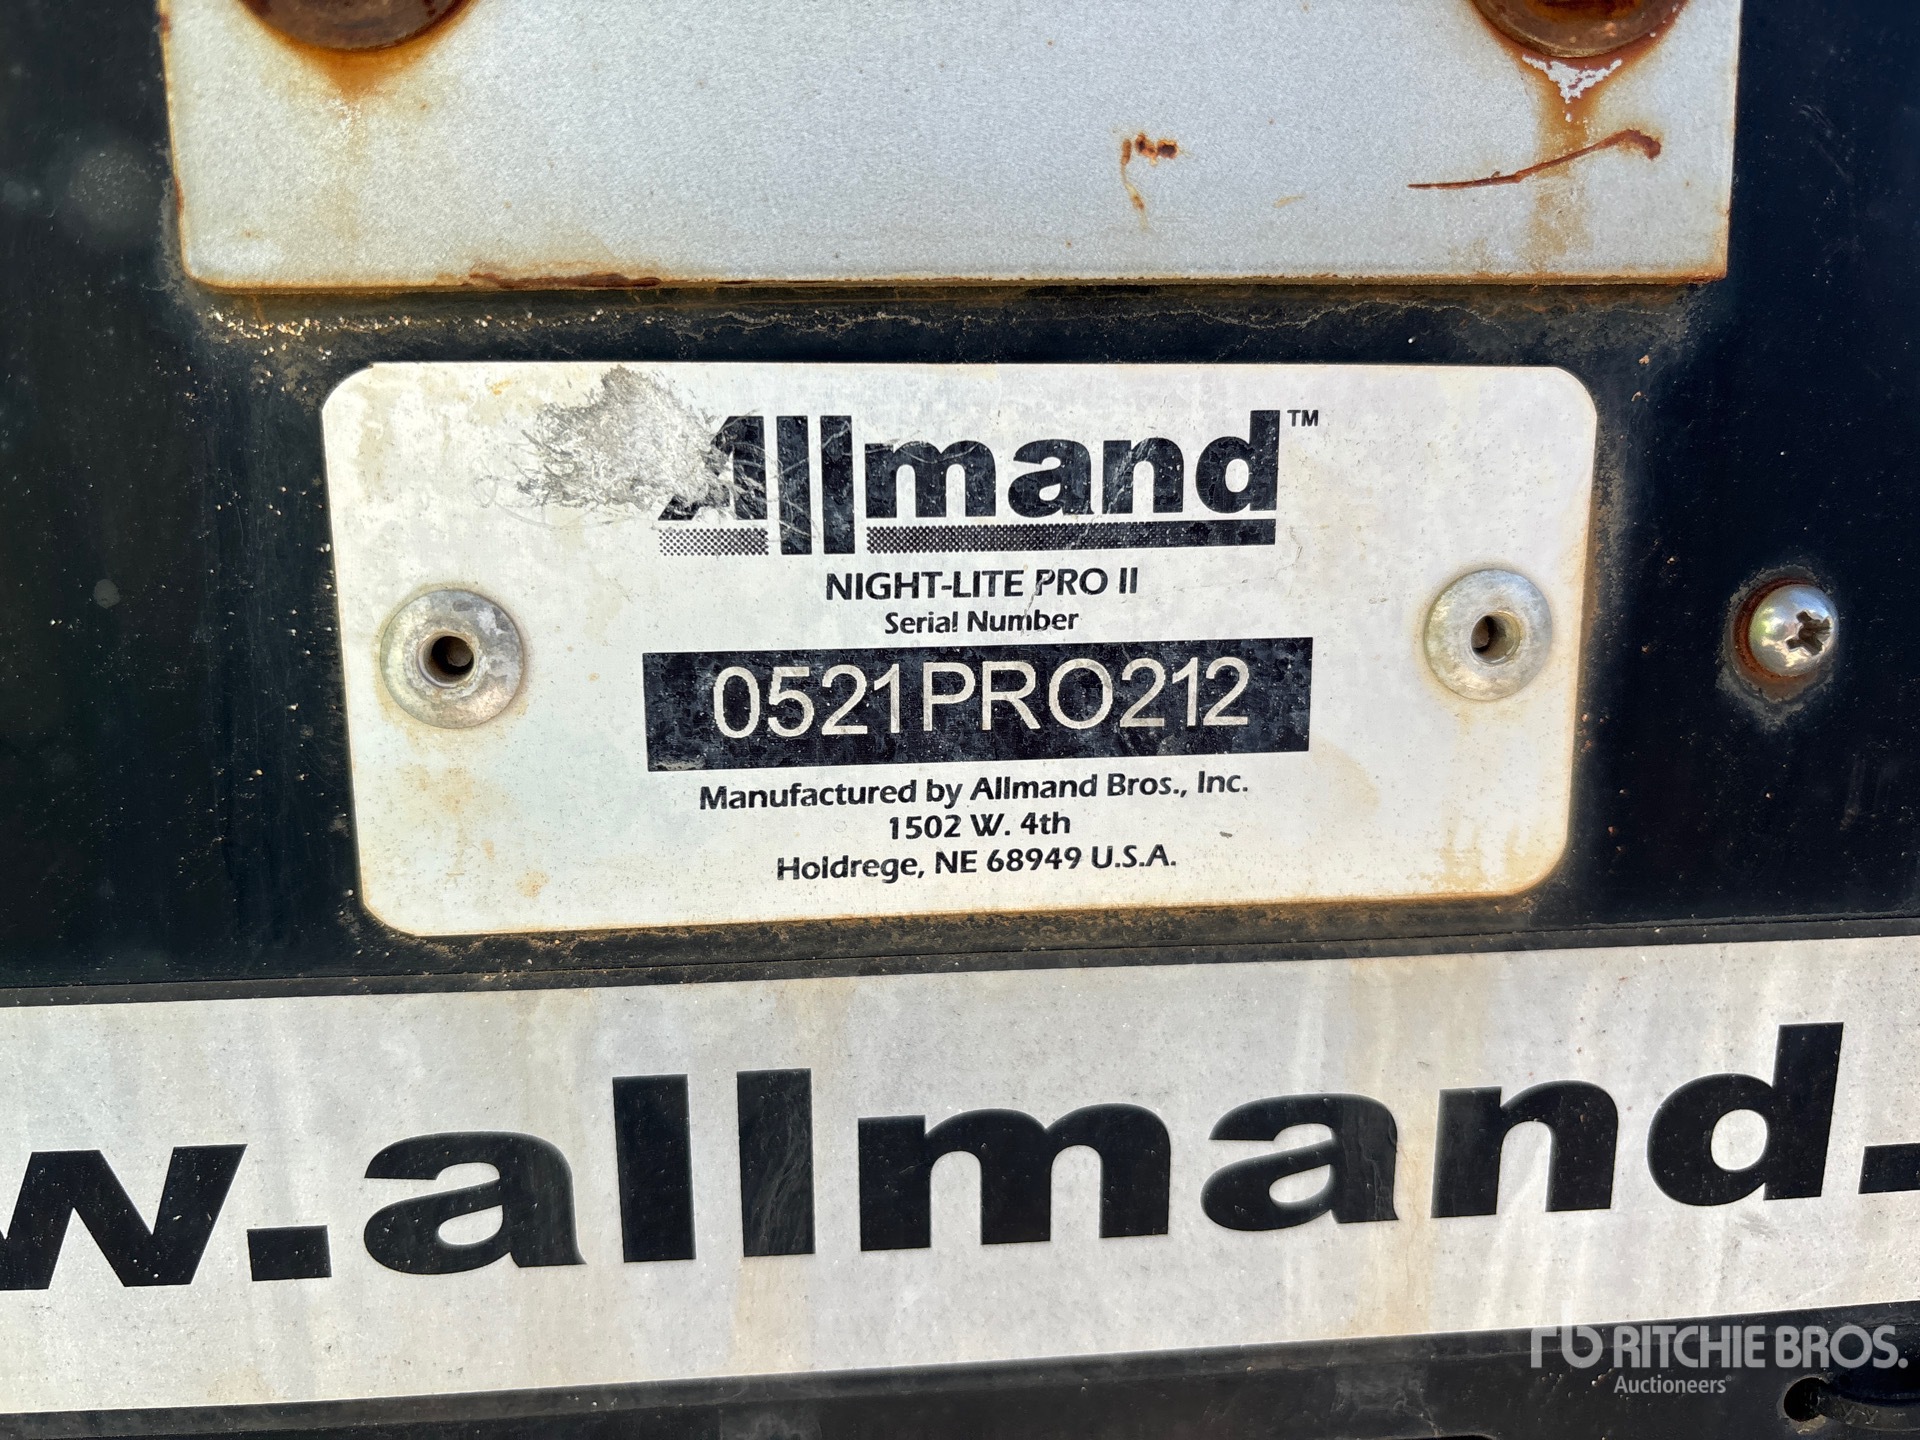 Allmand™
NIGHT-LITE PRO II
Serial Number
0521PRO212
Manufactured by Allmand Bros., Inc.
1502 W. 4th
Holdrege, NE 68949 U.S.A.
w.allmand.
rb RITCHIE BROS.
Auctioneers